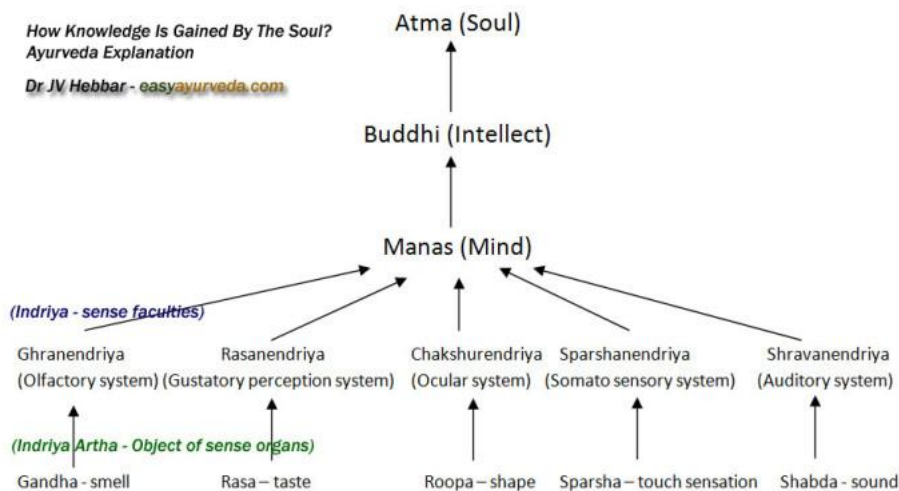 How Knowledge Is Gained By The Soul?
Ayurveda Explanation
Dr JV Hebbar - easyayurveda.com
Atma (Soul)
Buddhi (Intellect)
Manas (Mind)
(Indriya - sense faculties)
Ghranendriya Rasanendriya Chakshurendriya Sparshanendriya Shravanendriya
(Olfactory system) (Gustatory perception system) (Ocular system) (Somato sensory system) (Auditory system)
(Indriya Artha - Object of sense organs)
Gandha - smell Rasa – taste Roopa – shape Sparsha – touch sensation Shabda - sound